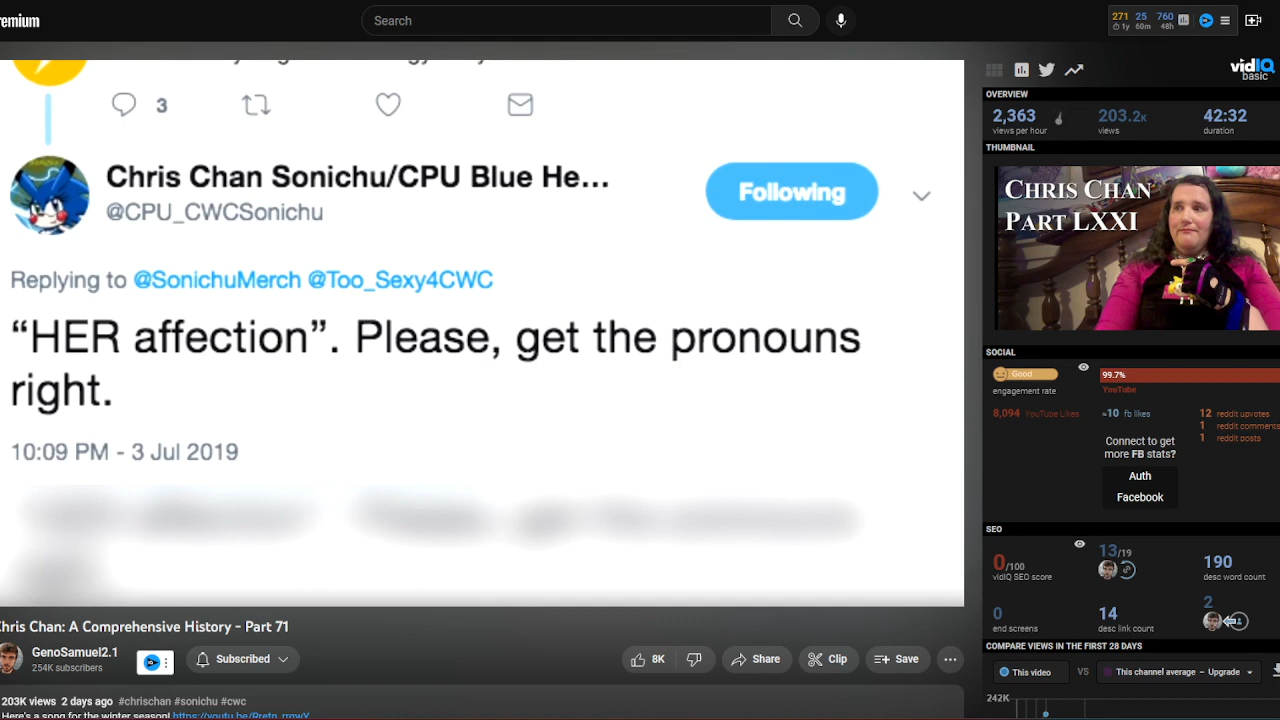 remium
Search
271 25 760
1y 60m 48h
3
Chris Chan Sonichu/CPU Blue He...
@CPU_CWCSonichu
Following
Replying to @SonichuMerch @Too_Sexy4CWC
“HER affection”. Please, get the pronouns
right.
10:09 PM - 3 Jul 2019
Chris Chan: A Comprehensive History - Part 71
GenoSamuel2.1
254K subscribers
Subscribed
8K
Share
Clip
Save
203K views 2 days ago #chrischan #sonichu #cwc
Here's a song for the winter season!
vidIQ
basic
OVERVIEW
2,363 203.2K 42:32
views per hour views duration
THUMBNAIL
CHRIS CHAN
PART LXXI
SOCIAL
Good
engagement rate
99.7%
YouTube
8,094 YouTube Likes
≈10 fb likes
12 reddit upvotes
1 reddit comments
1 reddit posts
Connect to get
more FB stats?
Auth
Facebook
SEO
0/100
vidIQ SEO score
13/19
190
desc word count
0
end screens
14
desc link count
2
COMPARE VIEWS IN THE FIRST 28 DAYS
This video VS This channel average – Upgrade
242K